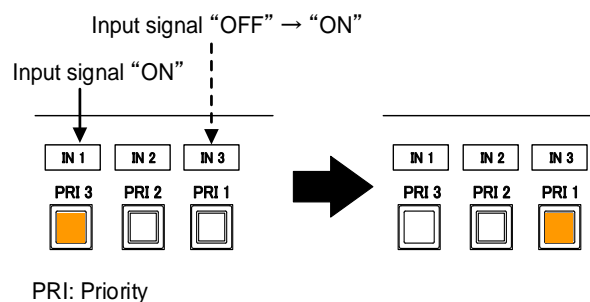 Input signal “OFF” → “ON”
Input signal “ON”
IN 1 IN 2 IN 3 IN 1 IN 2 IN 3
PRI 3 PRI 2 PRI 1 PRI 3 PRI 2 PRI 1
PRI: Priority